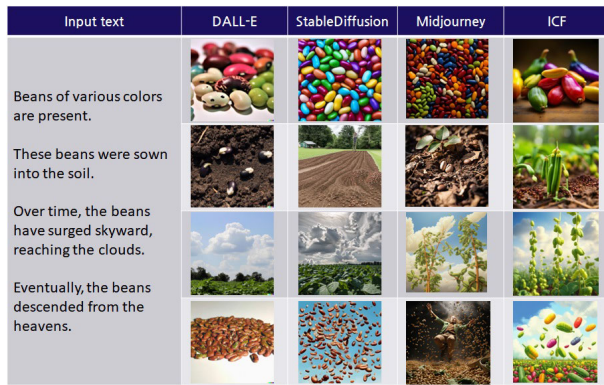 Input text
DALL-E
StableDiffusion
Midjourney
ICF
Beans of various colors
are present.
These beans were sown
into the soil.
Over time, the beans
have surged skyward,
reaching the clouds.
Eventually, the beans
descended from the
heavens.